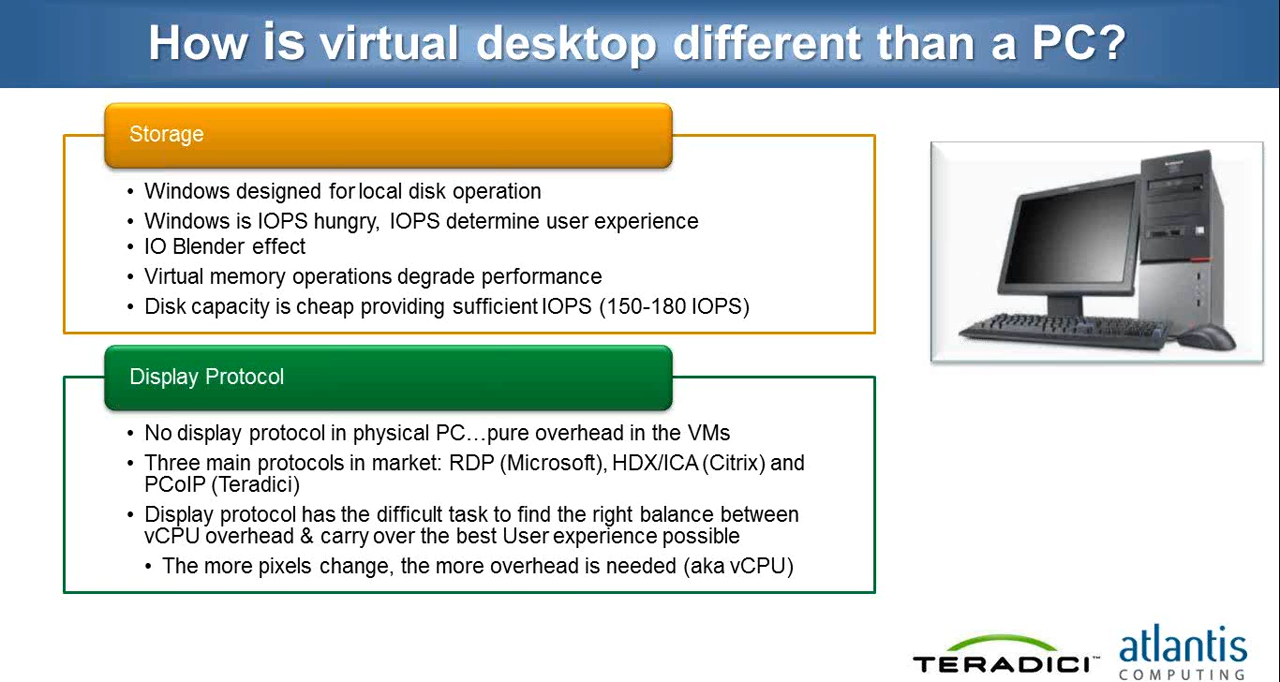 How is virtual desktop different than a PC?
Storage
• Windows designed for local disk operation
• Windows is IOPS hungry, IOPS determine user experience
• IO Blender effect
• Virtual memory operations degrade performance
• Disk capacity is cheap providing sufficient IOPS (150-180 IOPS)
Display Protocol
• No display protocol in physical PC…pure overhead in the VMs
• Three main protocols in market: RDP (Microsoft), HDX/ICA (Citrix) and
PCoIP (Teradici)
• Display protocol has the difficult task to find the right balance between
vCPU overhead & carry over the best User experience possible
• The more pixels change, the more overhead is needed (aka vCPU)
TERADICI™
atlantis
COMPUTING